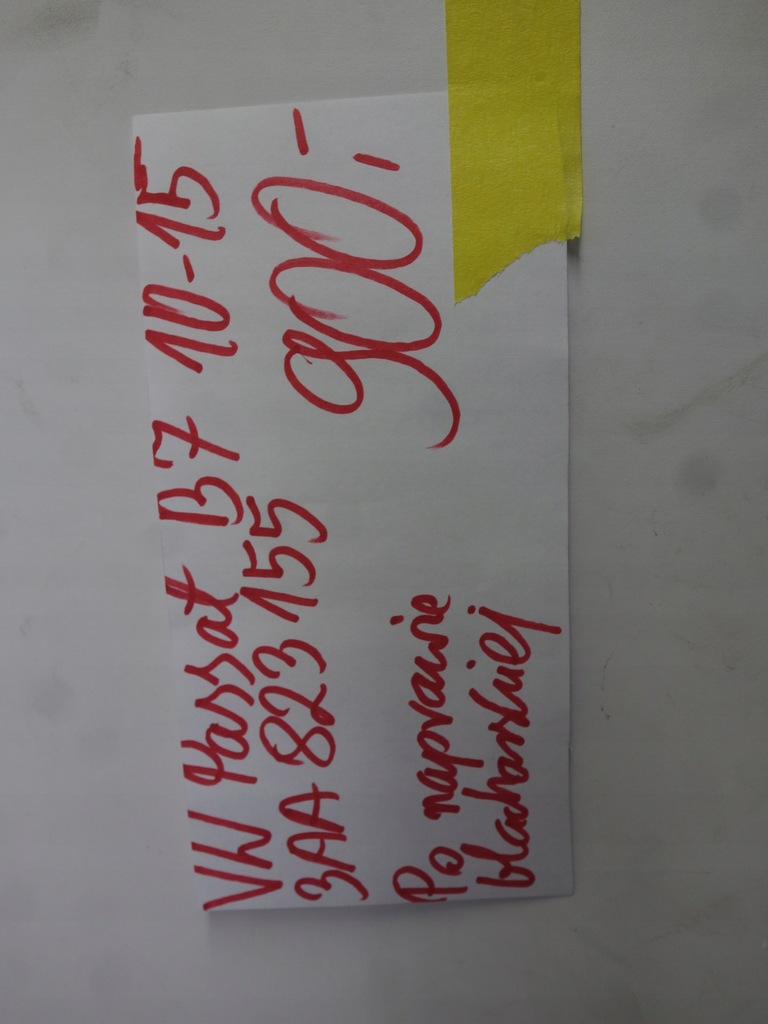 VW Passat B7 10-15
3AA 823 155
900,-
Po naprawie
blacharskiej